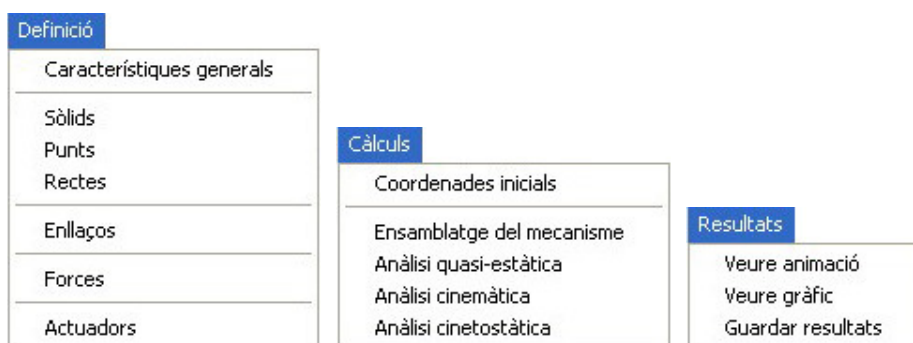 Definició
Característiques generals
Sòlids
Punts
Rectes
Enllaços
Forces
Actuadors
Càlculs
Coordenades inicials
Ensamblatge del mecanisme
Anàlisi quasi-estàtica
Anàlisi cinemàtica
Anàlisi cinetostàtica
Resultats
Veure animació
Veure gràfic
Guardar resultats